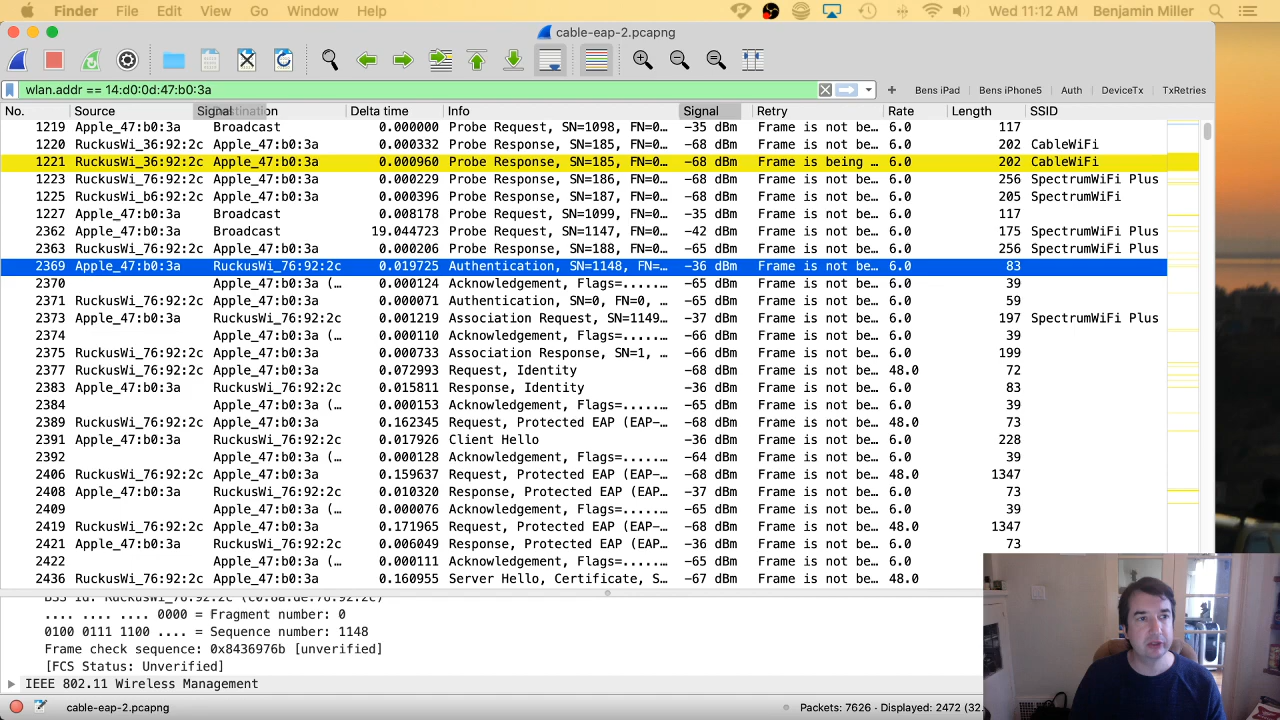 Finder File Edit View Go Window Help Wed 11:12 AM Benjamin Miller
cable-eap-2.pcapng
wlan.addr == 14:d0:0d:47:b0:3a + Bens iPad Bens iPhone5 Auth DeviceTx TxRetries
No. Source Signal Destination Delta time Info Signal Retry Rate Length SSID
1219 Apple_47:b0:3a Broadcast 0.000000 Probe Request, SN=1098, FN=0… -35 dBm Frame is not be… 6.0 117
1220 RuckusWi_36:92:2c Apple_47:b0:3a 0.000332 Probe Response, SN=185, FN=0… -68 dBm Frame is not be… 6.0 202 CableWiFi
1221 RuckusWi_36:92:2c Apple_47:b0:3a 0.000960 Probe Response, SN=185, FN=0… -68 dBm Frame is being … 6.0 202 CableWiFi
1223 RuckusWi_76:92:2c Apple_47:b0:3a 0.000229 Probe Response, SN=186, FN=0… -68 dBm Frame is not be… 6.0 256 SpectrumWiFi Plus
1225 RuckusWi_b6:92:2c Apple_47:b0:3a 0.000396 Probe Response, SN=187, FN=0… -68 dBm Frame is not be… 6.0 205 SpectrumWiFi
1227 Apple_47:b0:3a Broadcast 0.008178 Probe Request, SN=1099, FN=0… -35 dBm Frame is not be… 6.0 117
2362 Apple_47:b0:3a Broadcast 19.044723 Probe Request, SN=1147, FN=0… -42 dBm Frame is not be… 6.0 175 SpectrumWiFi Plus
2363 RuckusWi_76:92:2c Apple_47:b0:3a 0.000206 Probe Response, SN=188, FN=0… -68 dBm Frame is not be… 6.0 256 SpectrumWiFi Plus
2369 Apple_47:b0:3a RuckusWi_76:92:2c 0.019725 Authentication, SN=1148, FN=… -36 dBm Frame is not be… 6.0 83
2370 Apple_47:b0:3a (… 0.000124 Acknowledgement, Flags=......… -65 dBm Frame is not be… 6.0 39
2371 RuckusWi_76:92:2c Apple_47:b0:3a 0.000071 Authentication, SN=0, FN=0, … -65 dBm Frame is not be… 6.0 59
2373 Apple_47:b0:3a RuckusWi_76:92:2c 0.001219 Association Request, SN=1149… -37 dBm Frame is not be… 6.0 197 SpectrumWiFi Plus
2374 Apple_47:b0:3a (… 0.000110 Acknowledgement, Flags=......… -66 dBm Frame is not be… 6.0 39
2375 RuckusWi_76:92:2c Apple_47:b0:3a 0.000733 Association Response, SN=1, … -66 dBm Frame is not be… 6.0 199
2377 RuckusWi_76:92:2c Apple_47:b0:3a 0.072993 Request, Identity -68 dBm Frame is not be… 48.0 72
2383 Apple_47:b0:3a RuckusWi_76:92:2c 0.015811 Response, Identity -36 dBm Frame is not be… 6.0 83
2384 Apple_47:b0:3a (… 0.000153 Acknowledgement, Flags=......… -65 dBm Frame is not be… 6.0 39
2389 RuckusWi_76:92:2c Apple_47:b0:3a 0.162345 Request, Protected EAP (EAP-… -68 dBm Frame is not be… 48.0 73
2391 Apple_47:b0:3a RuckusWi_76:92:2c 0.017926 Client Hello -36 dBm Frame is not be… 6.0 228
2392 Apple_47:b0:3a (… 0.000128 Acknowledgement, Flags=......… -64 dBm Frame is not be… 6.0 39
2406 RuckusWi_76:92:2c Apple_47:b0:3a 0.159637 Request, Protected EAP (EAP-… -68 dBm Frame is not be… 48.0 1347
2408 Apple_47:b0:3a RuckusWi_76:92:2c 0.010320 Response, Protected EAP (EAP… -37 dBm Frame is not be… 6.0 73
2409 Apple_47:b0:3a (… 0.000076 Acknowledgement, Flags=......… -65 dBm Frame is not be… 6.0 39
2419 RuckusWi_76:92:2c Apple_47:b0:3a 0.171965 Request, Protected EAP (EAP-… -68 dBm Frame is not be… 48.0 1347
2421 Apple_47:b0:3a RuckusWi_76:92:2c 0.006049 Response, Protected EAP (EAP… -36 dBm Frame is not be… 6.0 73
2422 Apple_47:b0:3a (… 0.000111 Acknowledgement, Flags=......… -65 dBm Frame is not be… 6.0
2436 RuckusWi_76:92:2c Apple_47:b0:3a 0.160955 Server Hello, Certificate, S… -67 dBm Frame is not be… 48.0
BSS Id: RuckusWi_76:92:2c (c0:8a:de:76:92:2c)
.... .... .... 0000 = Fragment number: 0
0100 0111 1100 .... = Sequence number: 1148
Frame check sequence: 0x8436976b [unverified]
[FCS Status: Unverified]
IEEE 802.11 Wireless Management
cable-eap-2.pcapng Packets: 7626 · Displayed: 2472 (32.